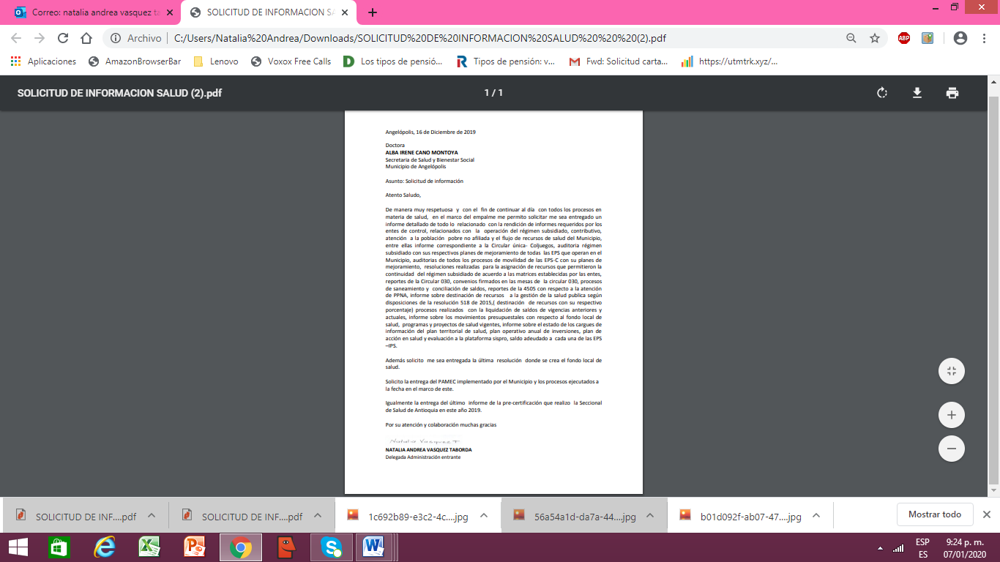 Correo: natalia andrea vasquez ta
SOLICITUD DE INFORMACION SA
Archivo
C:/Users/Natalia%20Andrea/Downloads/SOLICITUD%20DE%20INFORMACION%20SALUD%20%20%20(2).pdf
ABP
Aplicaciones
AmazonBrowserBar
Lenovo
Voxox Free Calls
Los tipos de pensió...
Tipos de pensión: v...
Fwd: Solicitud carta...
https://utmtrk.xyz/...
SOLICITUD DE INFORMACION SALUD (2).pdf
1 / 1
Angelópolis, 16 de Diciembre de 2019
Doctora
ALBA IRENE CANO MONTOYA
Secretaria de Salud y Bienestar Social
Municipio de Angelópolis
Asunto: Solicitud de información
Atento Saludo,
De manera muy respetuosa y con el fin de continuar al día con todos los procesos en
materia de salud, en el marco del empalme me permito solicitar me sea entregado un
informe detallado de todo lo relacionado con la rendición de informes requeridos por los
entes de control, relacionados con la operación del régimen subsidiado, contributivo,
atención a la población pobre no afiliada y el flujo de recursos de salud del Municipio,
entre ellas informe correspondiente a la Circular única- Coljuegos, auditoria régimen
subsidiado con sus respectivos planes de mejoramiento de todas las EPS que operan en el
Municipio, auditorias de todos los procesos de movilidad de las EPS-C con su planes de
mejoramiento, resoluciones realizadas para la asignación de recursos que permitieron la
continuidad del régimen subsidiado de acuerdo a las matrices establecidas por las entes,
reportes de la Circular 030, convenios firmados en las mesas de la circular 030, procesos
de saneamiento y conciliación de saldos, reportes de la 4505 con respecto a la atención
de PPNA, informe sobre destinación de recursos a la gestión de la salud publica según
disposiciones de la resolución 518 de 2015,( destinación de recursos con su respectivo
porcentaje) procesos realizados con la liquidación de saldos de vigencias anteriores y
actuales, informe sobre los movimientos presupuestales con respecto al fondo local de
salud, programas y proyectos de salud vigentes, informe sobre el estado de los cargues de
información del plan territorial de salud, plan operativo anual de inversiones, plan de
acción en salud y evaluación a la plataforma sispro, saldo adeudado a cada una de las EPS
–IPS.
Además solicito me sea entregada la última resolución donde se crea el fondo local de
salud.
Solicito la entrega del PAMEC implementado por el Municipio y los procesos ejecutados a
la fecha en el marco de este.
Igualmente la entrega del último informe de la pre-certificación que realizo la Seccional
de Salud de Antioquia en este año 2019.
Por su atención y colaboración muchas gracias
Natalia Vasquez T
NATALIA ANDREA VASQUEZ TABORDA
Delegada Administración entrante
SOLICITUD DE INF....pdf
SOLICITUD DE INF....pdf
1c692b89-e3c2-4c....jpg
56a54a1d-da7a-44....jpg
b01d092f-ab07-47....jpg
Mostrar todo
ESP
ES
9:24 p. m.
07/01/2020